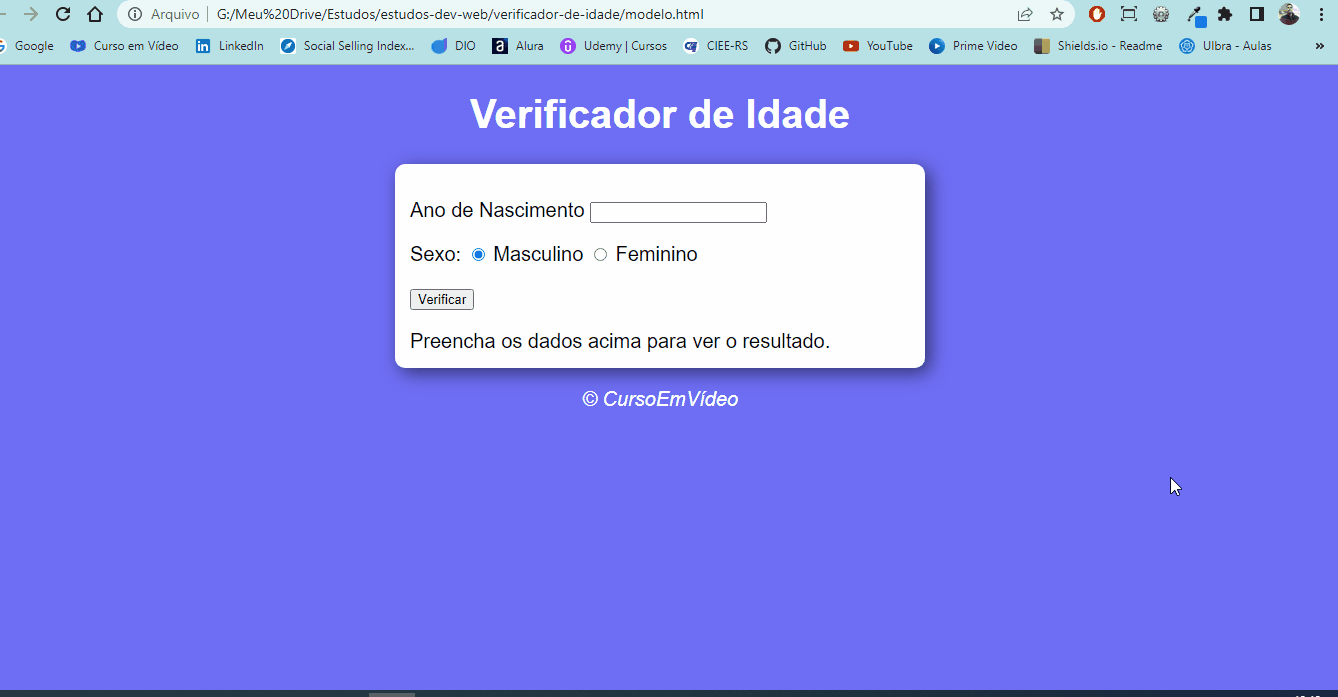 Arquivo G:/Meu%20Drive/Estudos/estudos-dev-web/verificador-de-idade/modelo.html
Google Curso em Vídeo LinkedIn Social Selling Index... DIO Alura Udemy | Cursos CIEE-RS GitHub YouTube Prime Video Shields.io - Readme Ulbra - Aulas »
Verificador de Idade
Ano de Nascimento
Sexo: Masculino Feminino
Verificar
Preencha os dados acima para ver o resultado.
© CursoEmVídeo